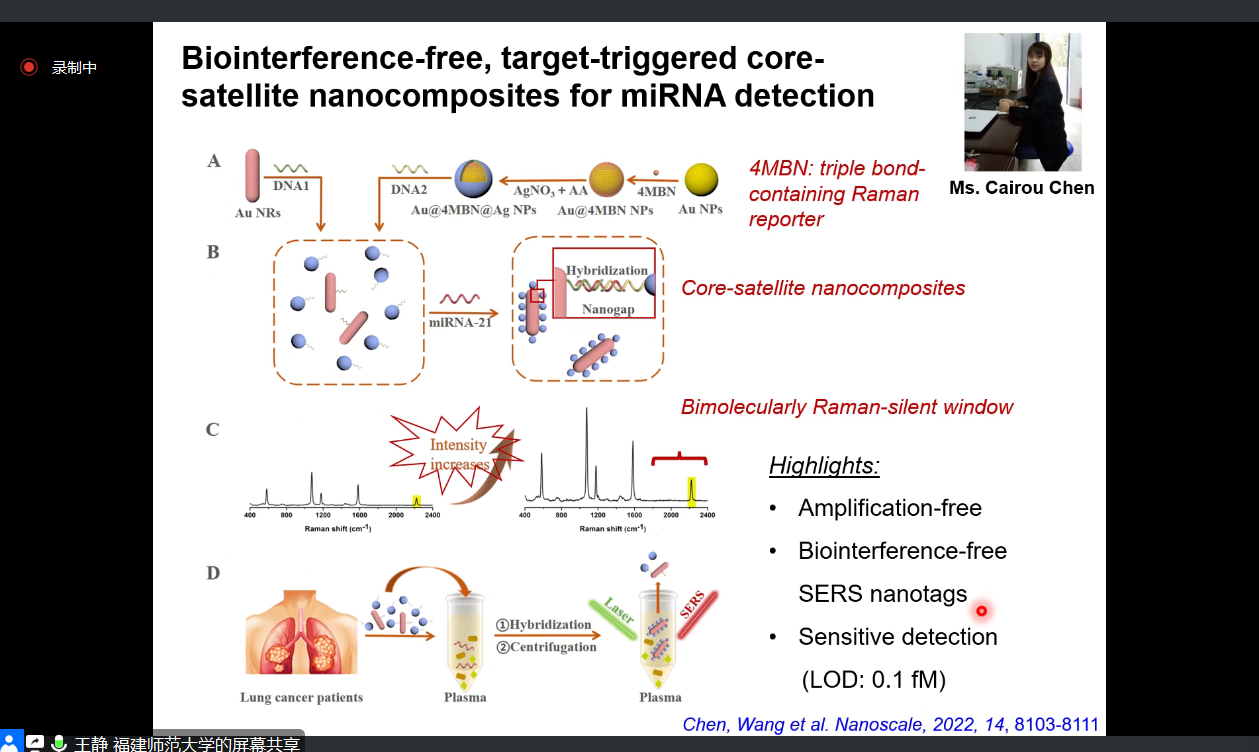 录制中
Biointerference-free, target-triggered core-
satellite nanocomposites for miRNA detection
Ms. Cairou Chen
A
Au NRs
DNA1
DNA2
Au@4MBN@Ag NPs
AgNO3 + AA
Au@4MBN NPs
4MBN
Au NPs
4MBN: triple bond-
containing Raman
reporter
B
miRNA-21
Hybridization
Nanogap
Core-satellite nanocomposites
C
Intensity
increases
400 800 1200 1600 2000 2400
Raman shift (cm-1)
400 800 1200 1600 2000 2400
Raman shift (cm-1)
Bimolecularly Raman-silent window
Highlights:
• Amplification-free
• Biointerference-free
SERS nanotags
• Sensitive detection
(LOD: 0.1 fM)
D
Lung cancer patients
Plasma
①Hybridization
②Centrifugation
Laser
SERS
Plasma
Chen, Wang et al. Nanoscale, 2022, 14, 8103-8111
王静 福建师范大学的屏幕共享